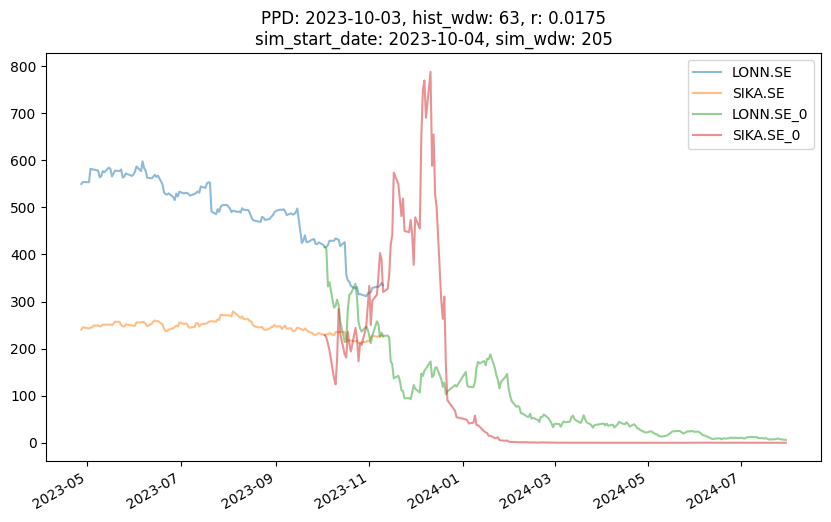 PPD: 2023-10-03, hist_wdw: 63, r: 0.0175
sim_start_date: 2023-10-04, sim_wdw: 205
LONN.SE
SIKA.SE
LONN.SE_0
SIKA.SE_0
800
700
600
500
400
300
200
100
0
2023-05
2023-07
2023-09
2023-11
2024-01
2024-03
2024-05
2024-07